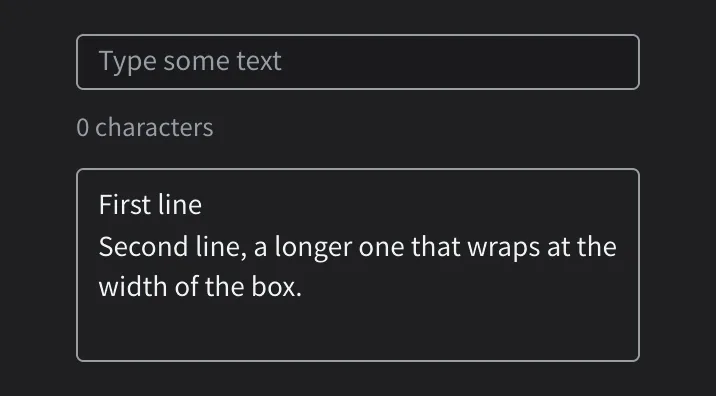 Type some text
0 characters
First line
Second line, a longer one that wraps at the
width of the box.